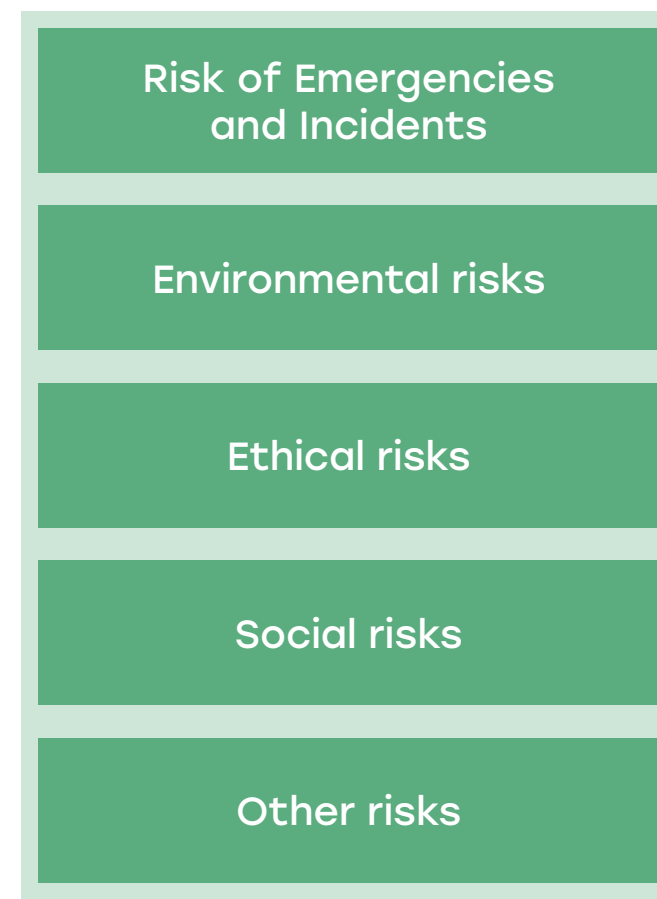 Risk of Emergencies
and Incidents
Environmental risks
Ethical risks
Social risks
Other risks